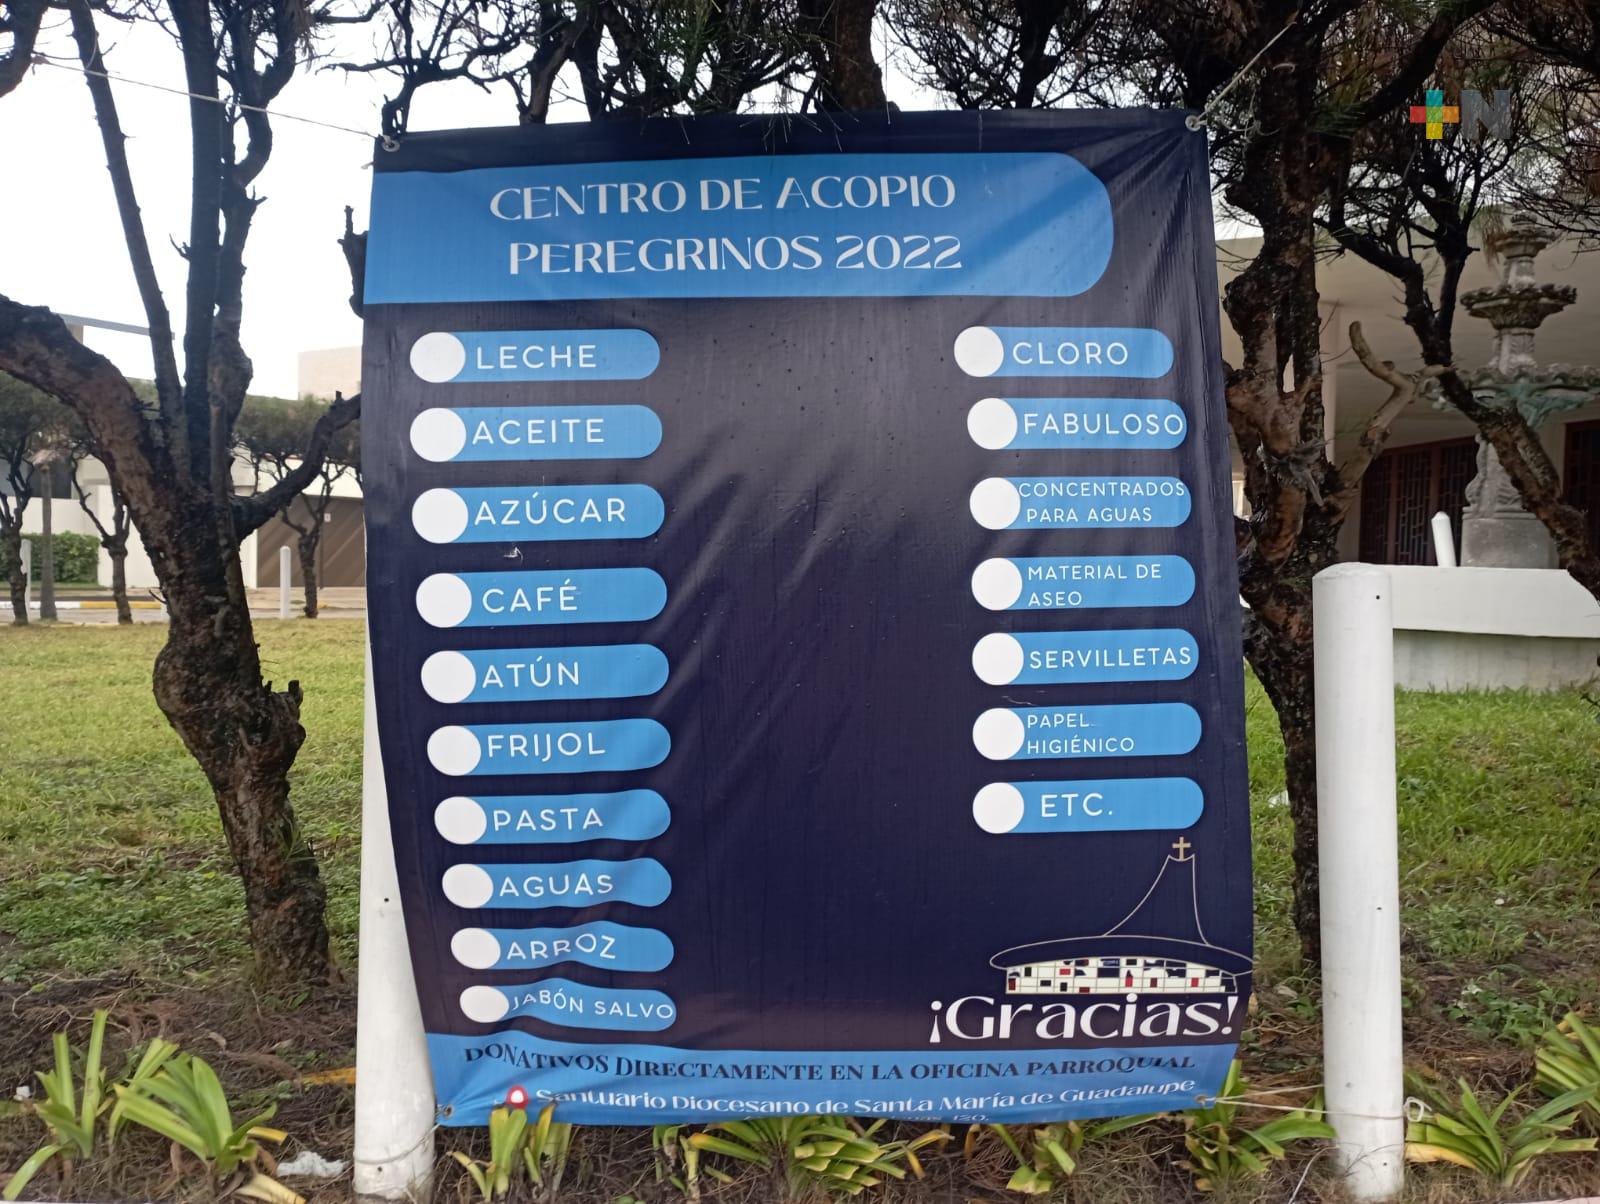 +N
CENTRO DE ACOPIO
PEREGRINOS 2022
LECHE
ACEITE
AZÚCAR
CAFÉ
ATÚN
FRIJOL
PASTA
AGUAS
ARROZ
JABÓN SALVO
CLORO
FABULOSO
CONCENTRADOS
PARA AGUAS
MATERIAL DE
ASEO
SERVILLETAS
PAPEL
HIGIÉNICO
ETC.
¡Gracias!
DONATIVOS DIRECTAMENTE EN LA OFICINA PARROQUIAL
Santuario Diocesano de Santa María de Guadalupe
150.